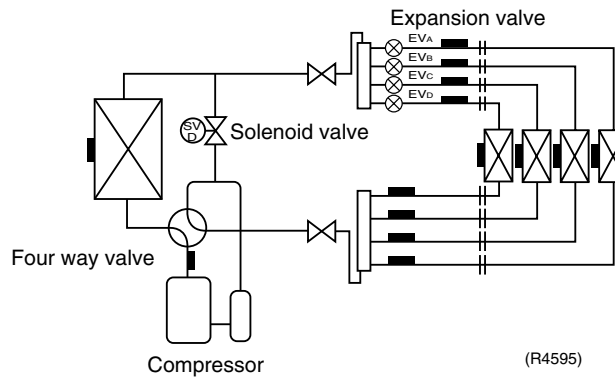 Expansion valve
EVA
EVB
EVC
EVD
SV
D
Solenoid valve
Four way valve
Compressor
(R4595)